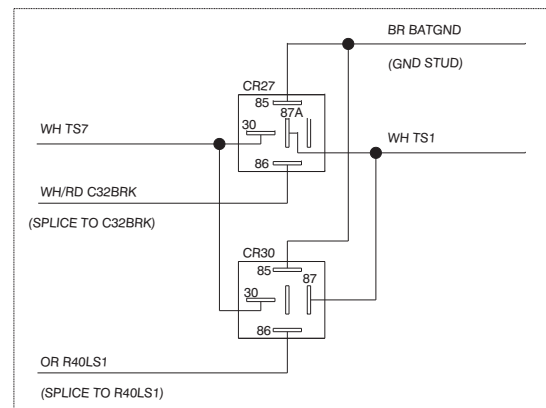 BR BATGND
(GND STUD)
CR27
85
87A
30
WH TS7
WH TS1
86
WH/RD C32BRK
(SPLICE TO C32BRK)
CR30
85
87
30
86
OR R40LS1
(SPLICE TO R40LS1)